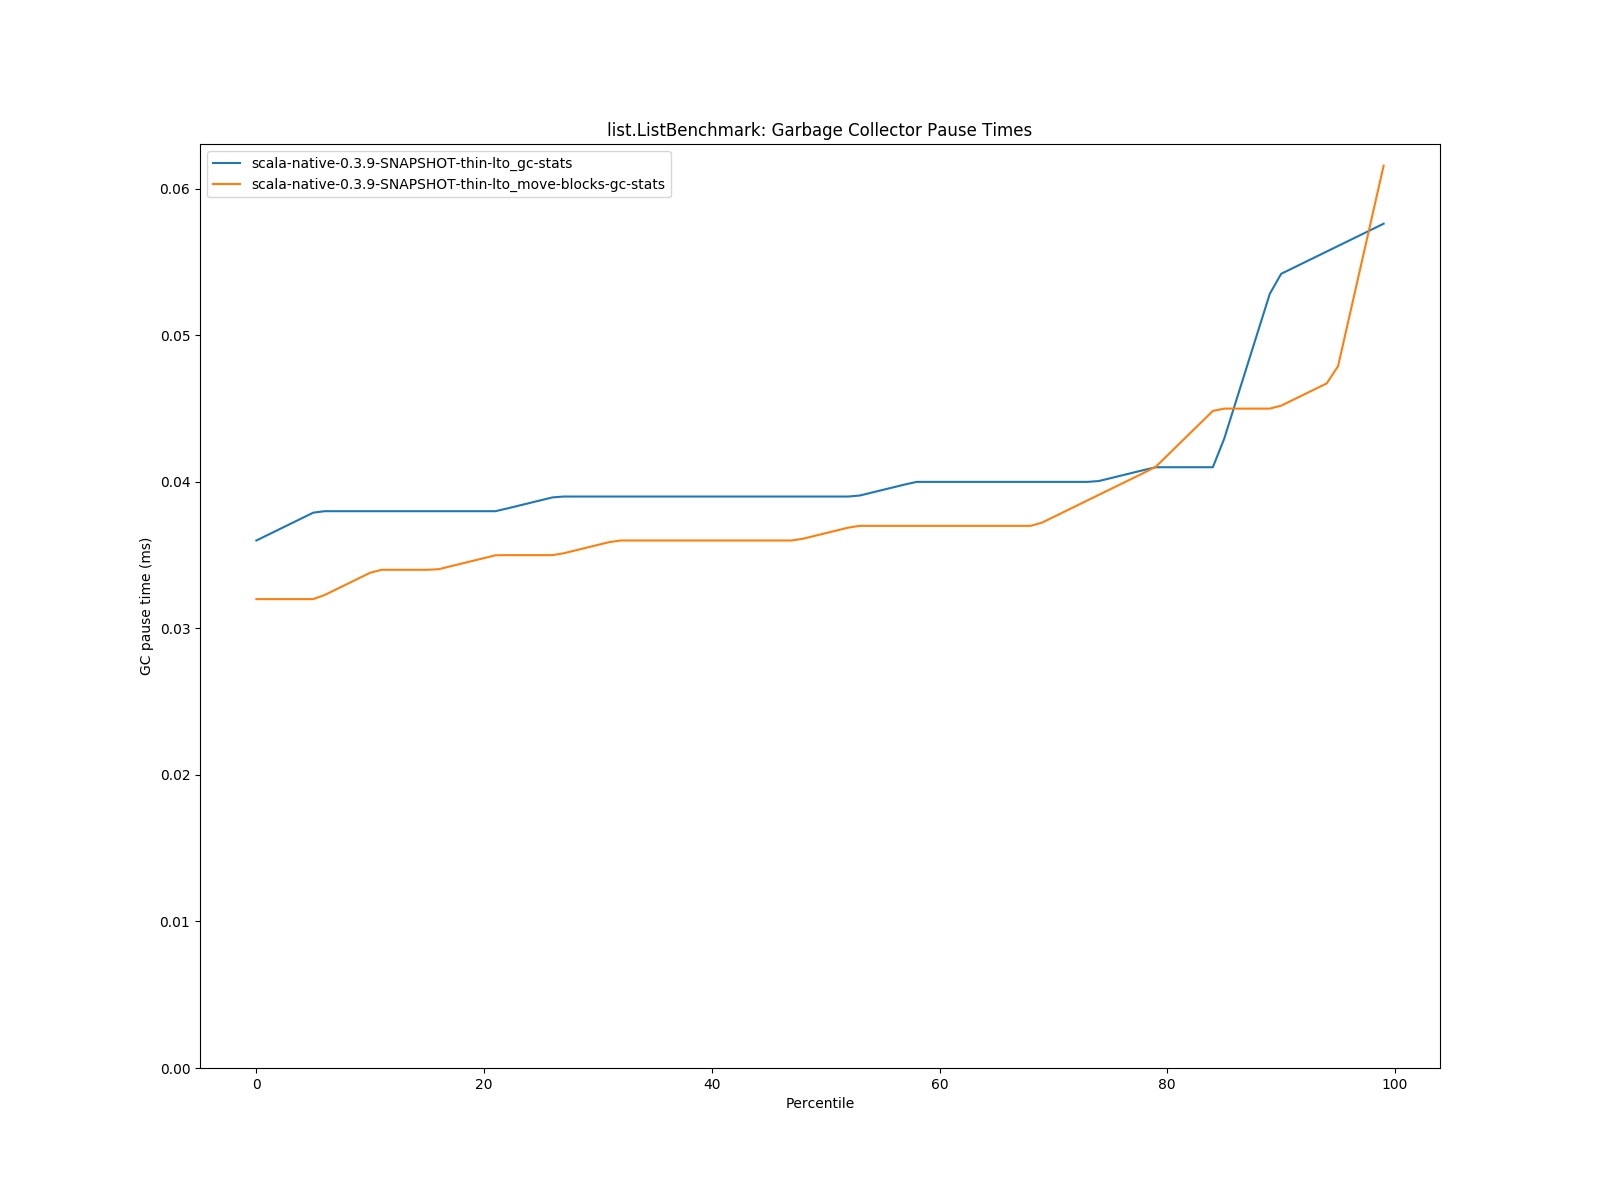 list.ListBenchmark: Garbage Collector Pause Times
scala-native-0.3.9-SNAPSHOT-thin-lto_gc-stats
scala-native-0.3.9-SNAPSHOT-thin-lto_move-blocks-gc-stats
GC pause time (ms)
0.06
0.05
0.04
0.03
0.02
0.01
0.00
0 20 40 60 80 100
Percentile